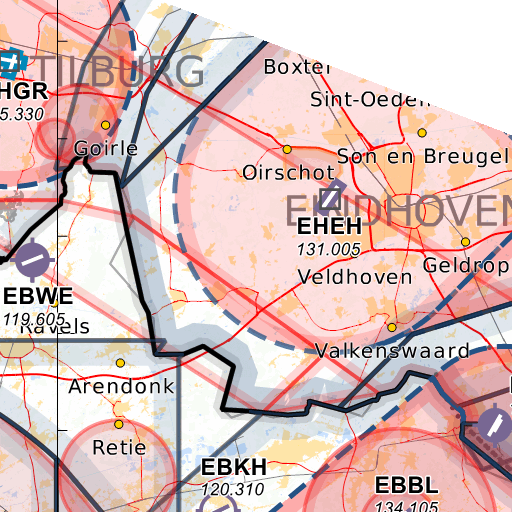 Boxtel
TILBURG
HGR
5.330
Sint-Oeden
Goirle
Son en Breugel
Oirschot
EINDHOVEN
EHEH
131.005
Geldrop
Veldhoven
EBWE
119.605
Ravels
Valkenswaard
Arendonk
Retie
EBKH
120.310
EBBL
134.105